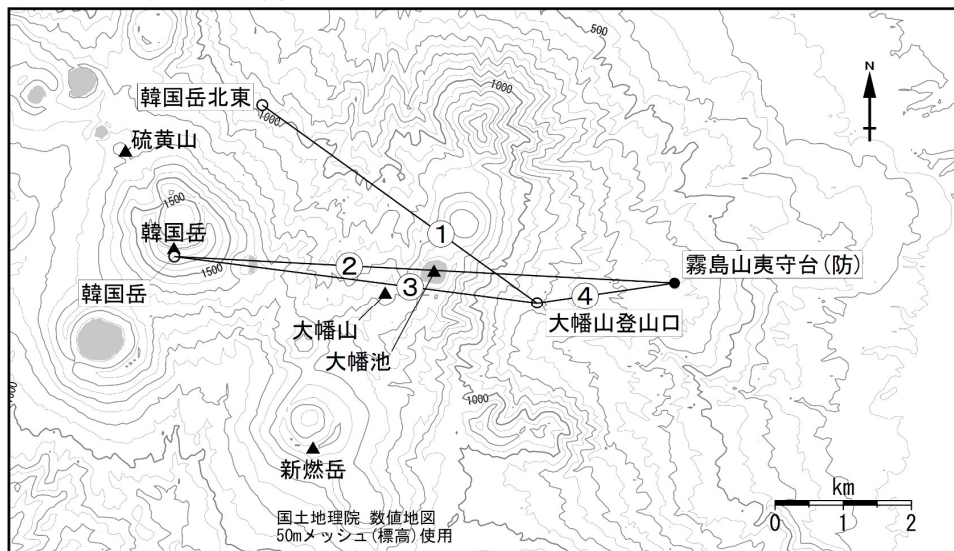 500
N
韓国岳北東
1000
1000
硫黄山
1500
韓国岳
1
2
霧島山夷守台(防)
1500
3
4
韓国岳
大幡山
大幡山登山口
大幡池
1000
1000
新燃岳
km
国土地理院 数値地図
50mメッシュ(標高)使用
0 1 2